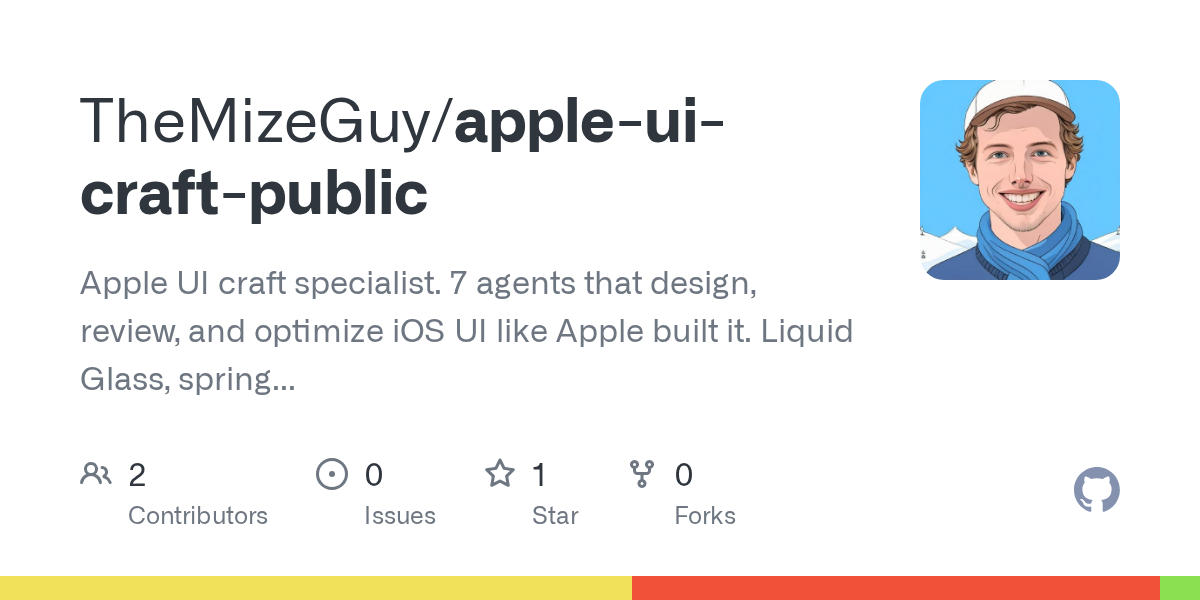 TheMizeGuy/apple-ui-
craft-public
Apple UI craft specialist. 7 agents that design,
review, and optimize iOS UI like Apple built it. Liquid
Glass, spring...
2
Contributors
0
Issues
1
Star
0
Forks